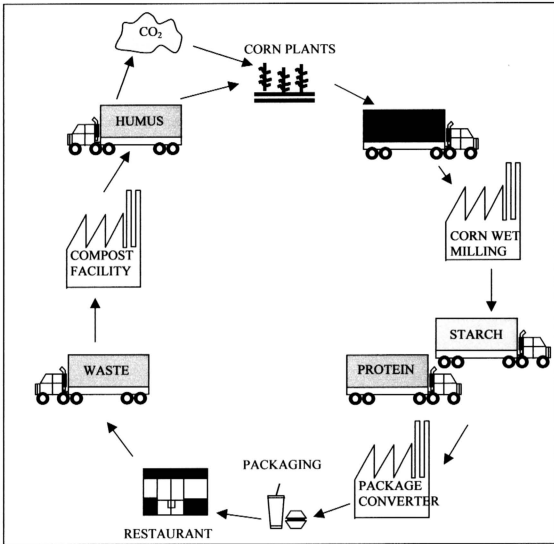 CO₂
CORN PLANTS
HUMUS
CORN WET
MILLING
COMPOST
FACILITY
STARCH
WASTE
PROTEIN
PACKAGING
PACKAGE
CONVERTER
RESTAURANT